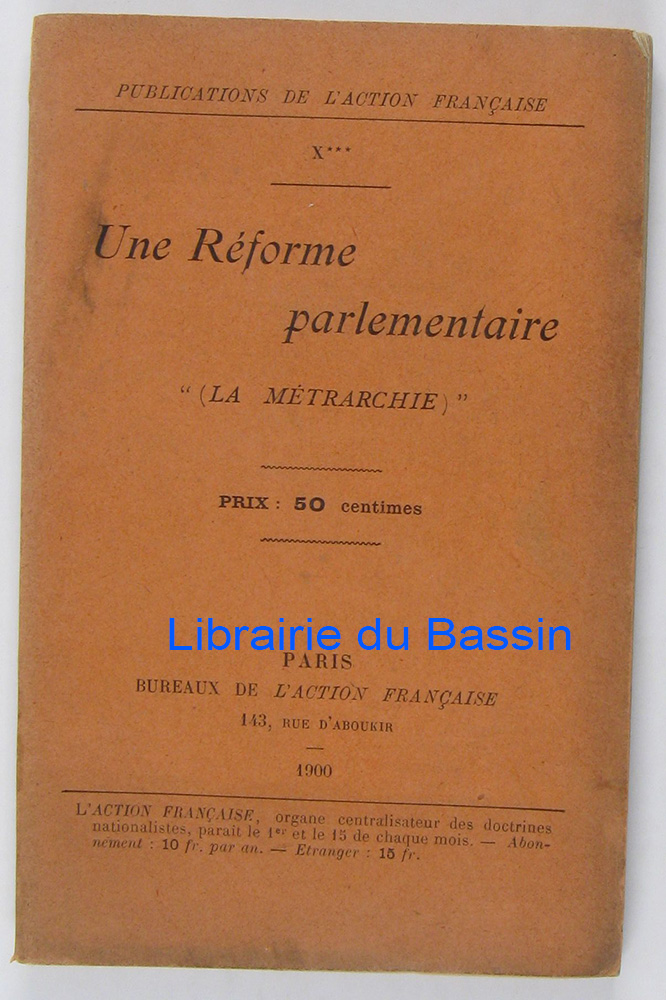 PUBLICATIONS DE L'ACTION FRANÇAISE
X***
Une Réforme
parlementaire
“ (LA MÉTRARCHIE) ”
PRIX : 50 centimes
Librairie du Bassin
PARIS
BUREAUX DE L'ACTION FRANÇAISE
143, RUE D'ABOUKIR
1900
L'ACTION FRANÇAISE, organe centralisateur des doctrines
nationalistes, paraît le 1er et le 15 de chaque mois. — Abon-
nement : 10 fr. par an. — Etranger : 15 fr.